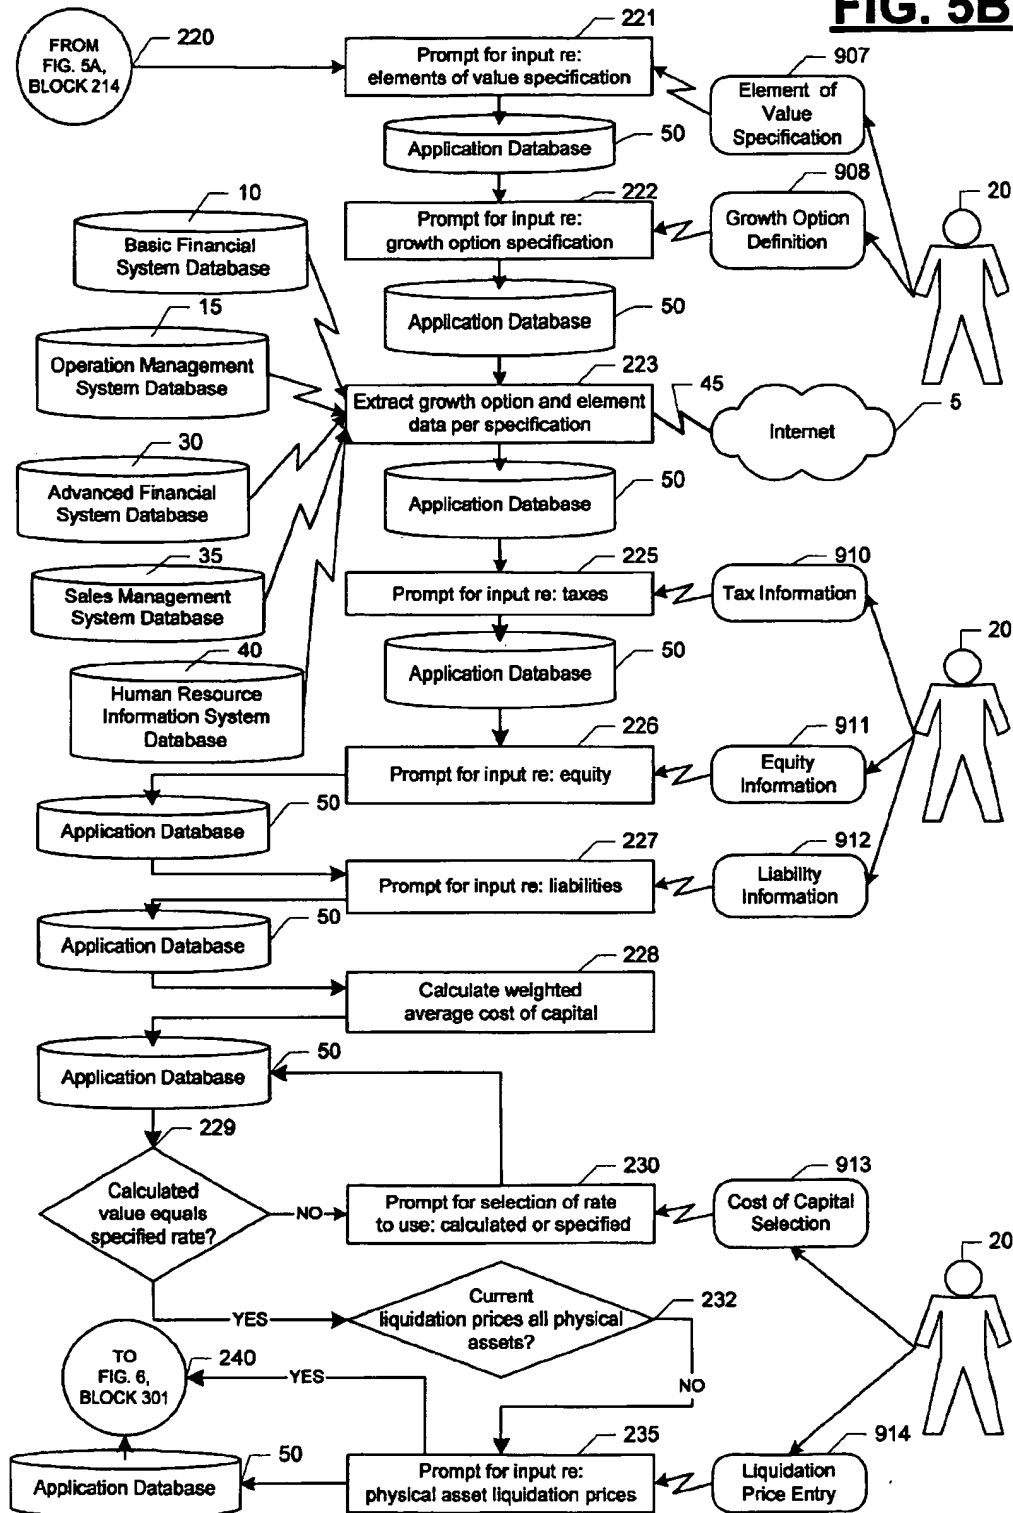 FIG. 5B
FROM
FIG. 5A,
BLOCK 214
220
221
Prompt for input re:
elements of value specification
907
Element of
Value
Specification
Application Database
50
908
20
10
222
Prompt for input re:
growth option specification
Growth Option
Definition
Basic Financial
System Database
15
Application Database
50
Operation Management
System Database
223
45
5
Extract growth option and element
data per specification
Internet
30
Advanced Financial
System Database
50
Application Database
35
Sales Management
System Database
225
Prompt for input re: taxes
910
Tax Information
20
40
Human Resource
Information System
Database
50
Application Database
226
Prompt for input re: equity
911
Equity
Information
50
Application Database
227
Prompt for input re: liabilities
912
Liability
Information
50
Application Database
228
Calculate weighted
average cost of capital
50
Application Database
229
Calculated
value equals
specified rate?
NO
230
Prompt for selection of rate
to use: calculated or specified
913
Cost of Capital
Selection
20
YES
Current
liquidation prices all physical
assets?
232
TO
FIG. 6,
BLOCK 301
240
YES
NO
50
Application Database
235
Prompt for input re:
physical asset liquidation prices
914
Liquidation
Price Entry